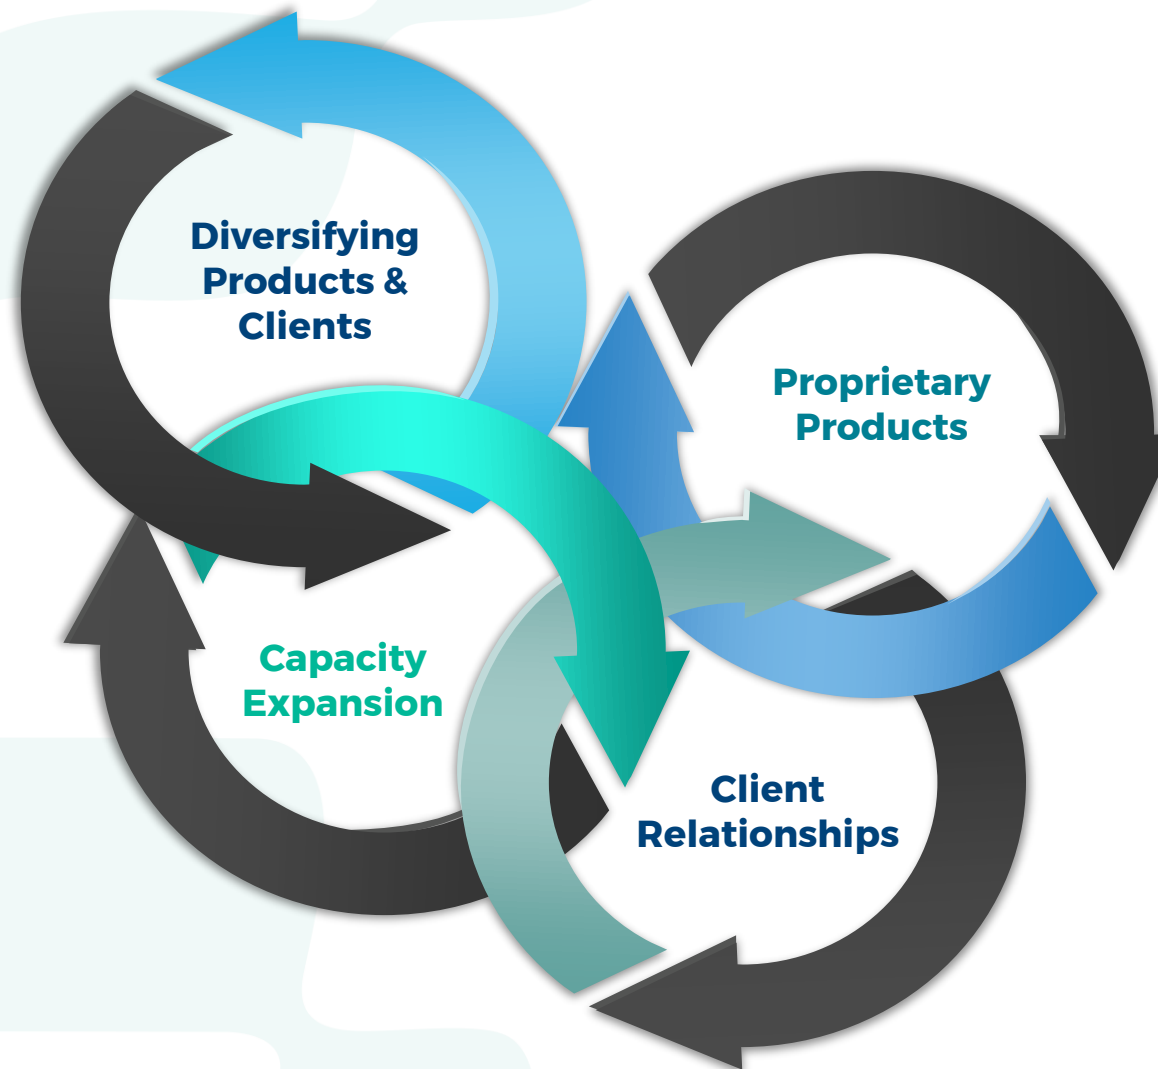 Diversifying
Products &
Clients
Proprietary
Products
Capacity
Expansion
Client
Relationships